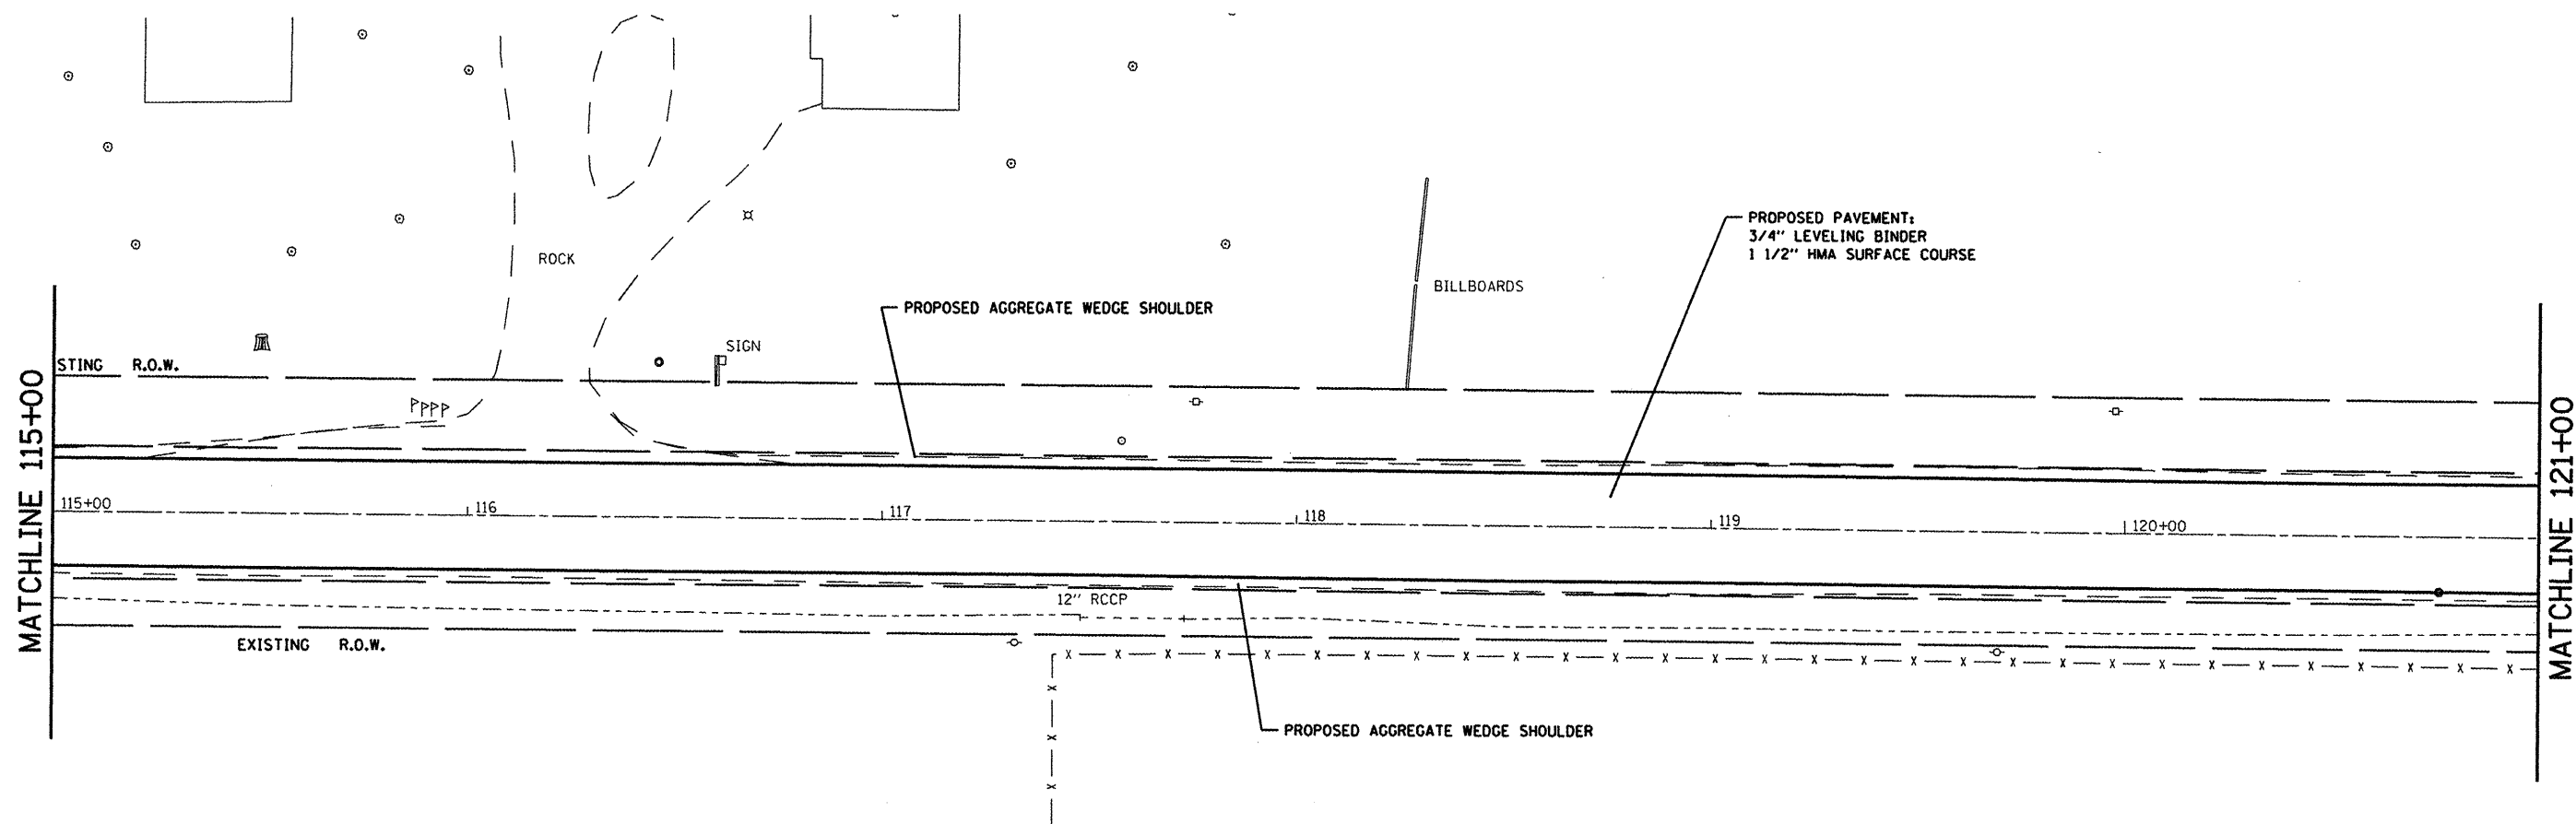 PROPOSED PAVEMENT:
3/4" LEVELING BINDER
1 1/2" HMA SURFACE COURSE
ROCK
BILLBOARDS
PROPOSED AGGREGATE WEDGE SHOULDER
SIGN
STING R.O.W.
MATCHLINE 115+00
MATCHLINE 121+00
115+00
116
117
118
119
120+00
12" RCCP
EXISTING R.O.W.
X X X X X X X X X X X X X X X X X X X X X X X X
X
X
X
PROPOSED AGGREGATE WEDGE SHOULDER